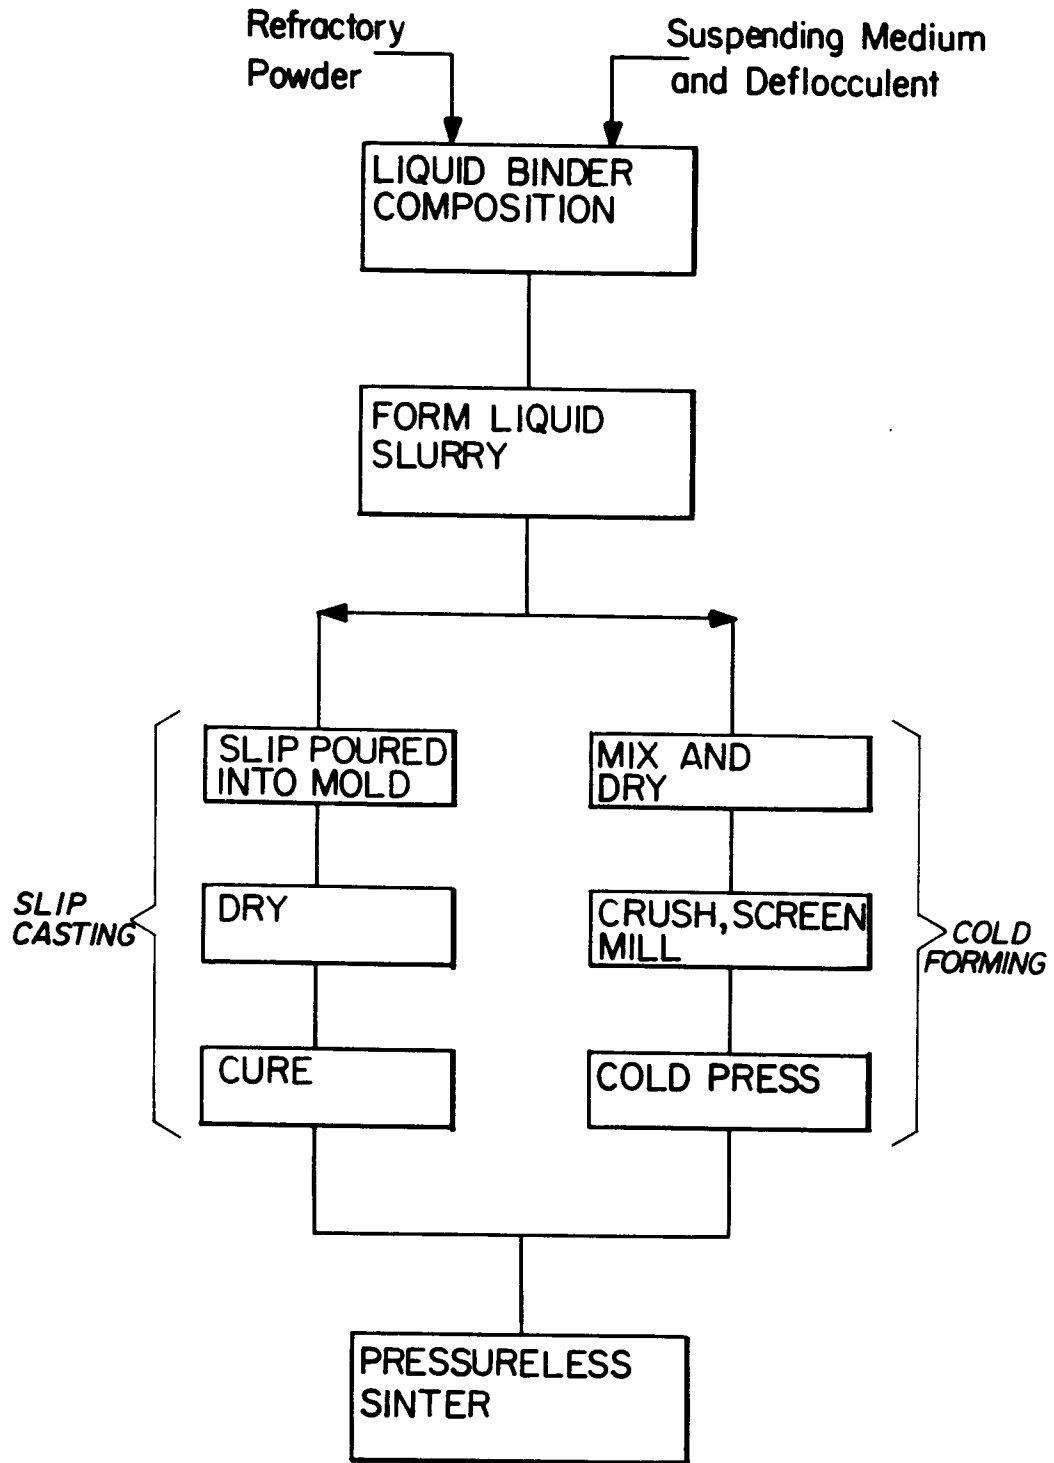 Refractory
Powder
Suspending Medium
and Deflocculent
LIQUID BINDER
COMPOSITION
FORM LIQUID
SLURRY
SLIP CASTING
SLIP POURED
INTO MOLD
DRY
CURE
MIX AND
DRY
CRUSH, SCREEN
MILL
COLD PRESS
COLD
FORMING
PRESSURELESS
SINTER